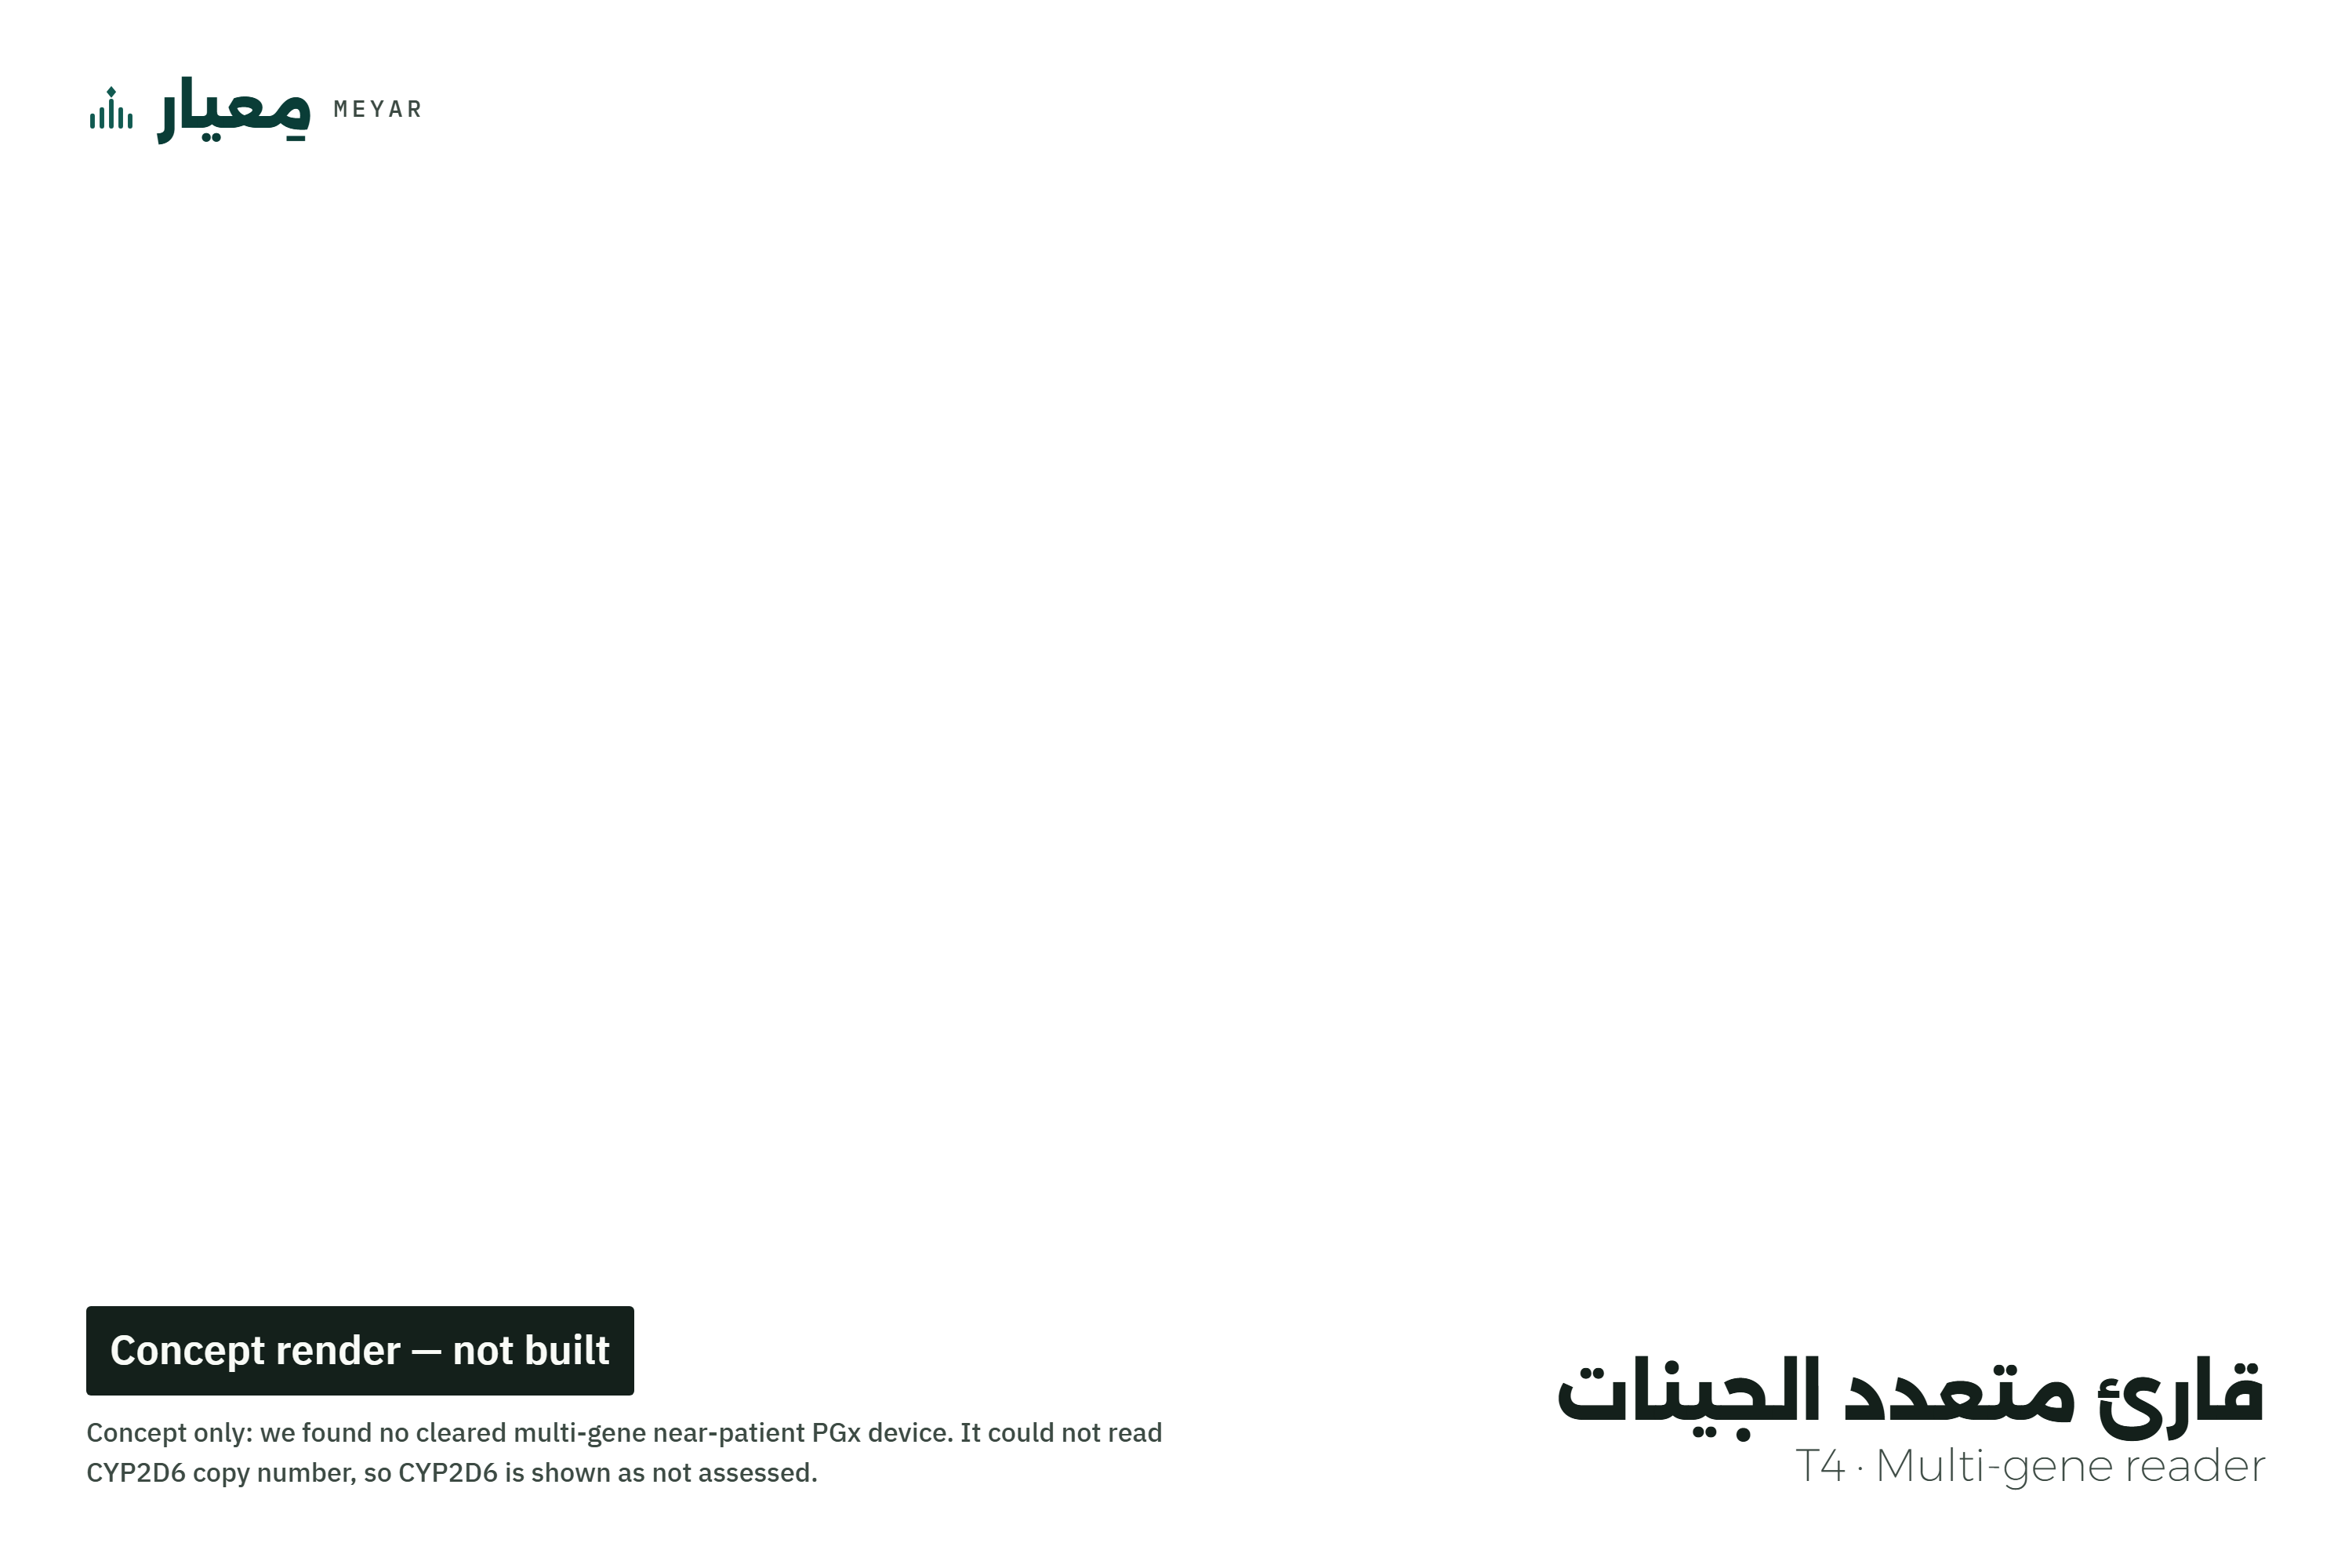 مِعيار MEYAR
Concept render — not built
Concept only: we found no cleared multi-gene near-patient PGx device. It could not read
CYP2D6 copy number, so CYP2D6 is shown as not assessed.
قارئ متعدد الجينات
T4 · Multi-gene reader